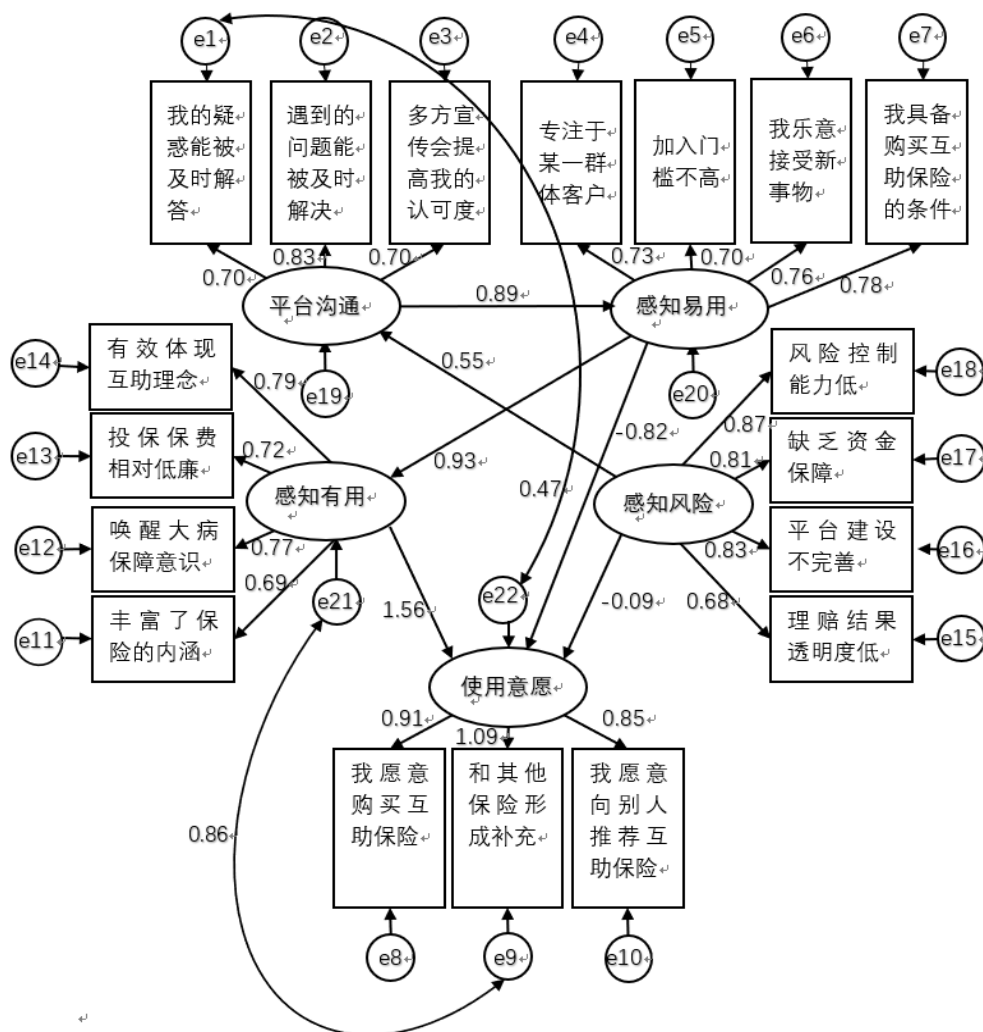 e1
e2
e3
e4
e5
e6
e7
我的疑
惑能被
及时解
答
遇到的
问题能
被及时
解决
多方宣
传会提
高我的
认可度
专注于
某一群
体客户
加入门
槛不高
我乐意
接受新
事物
我具备
购买互
助保险
的条件
0.70
0.83
0.70
0.73
0.70
0.76
0.78
平台沟通
0.89
感知易用
e14
有效体现
互助理念
0.79
e19
0.55
e20
风险控制
能力低
e18
-0.82
0.87
e13
投保保费
相对低廉
0.72
0.93
0.81
缺乏资金
保障
e17
感知有用
0.47
感知风险
e12
唤醒大病
保障意识
0.77
0.83
平台建设
不完善
e16
0.69
e21
e22
1.56
-0.09
0.68
e11
丰富了保
险的内涵
理赔结果
透明度低
e15
使用意愿
0.91
1.09
0.85
我愿意
购买互
助保险
和其他
保险形
成补充
我愿意
向别人
推荐互
助保险
0.86
e8
e9
e10